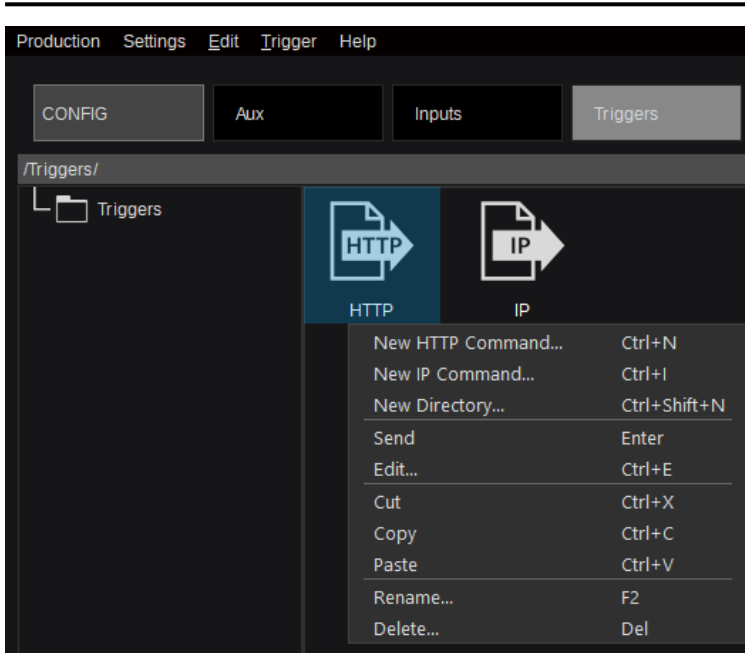 Production Settings Edit Trigger Help
CONFIG Aux Inputs Triggers
/Triggers/
Triggers
HTTP IP
HTTP IP
New HTTP Command... Ctrl+N
New IP Command... Ctrl+I
New Directory... Ctrl+Shift+N
Send Enter
Edit... Ctrl+E
Cut Ctrl+X
Copy Ctrl+C
Paste Ctrl+V
Rename... F2
Delete... Del